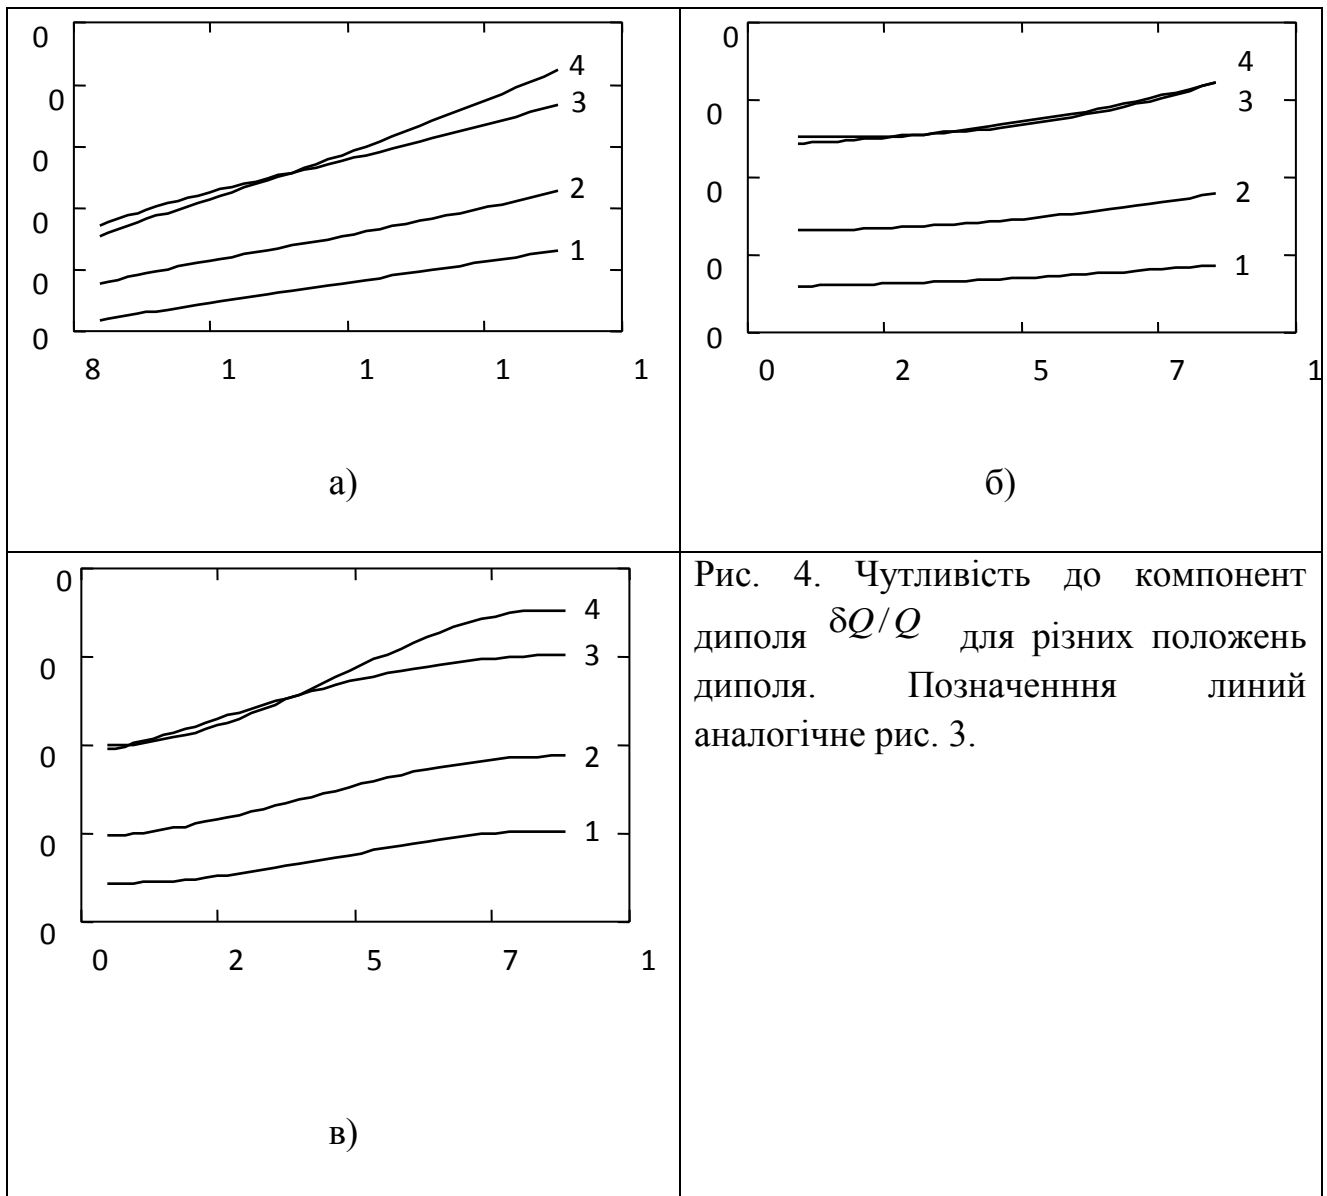 0
0
0
0
0
0
4
3
2
1
8 1 1 1 1
а)
0
0
0
0
0
4
3
2
1
0 2 5 7 1
б)
0
0
0
0
0
4
3
2
1
0 2 5 7 1
в)
Рис. 4. Чутливість до компонент
диполя δQ/Q для різних положень
диполя. Позначенння линий
аналогічне рис. 3.